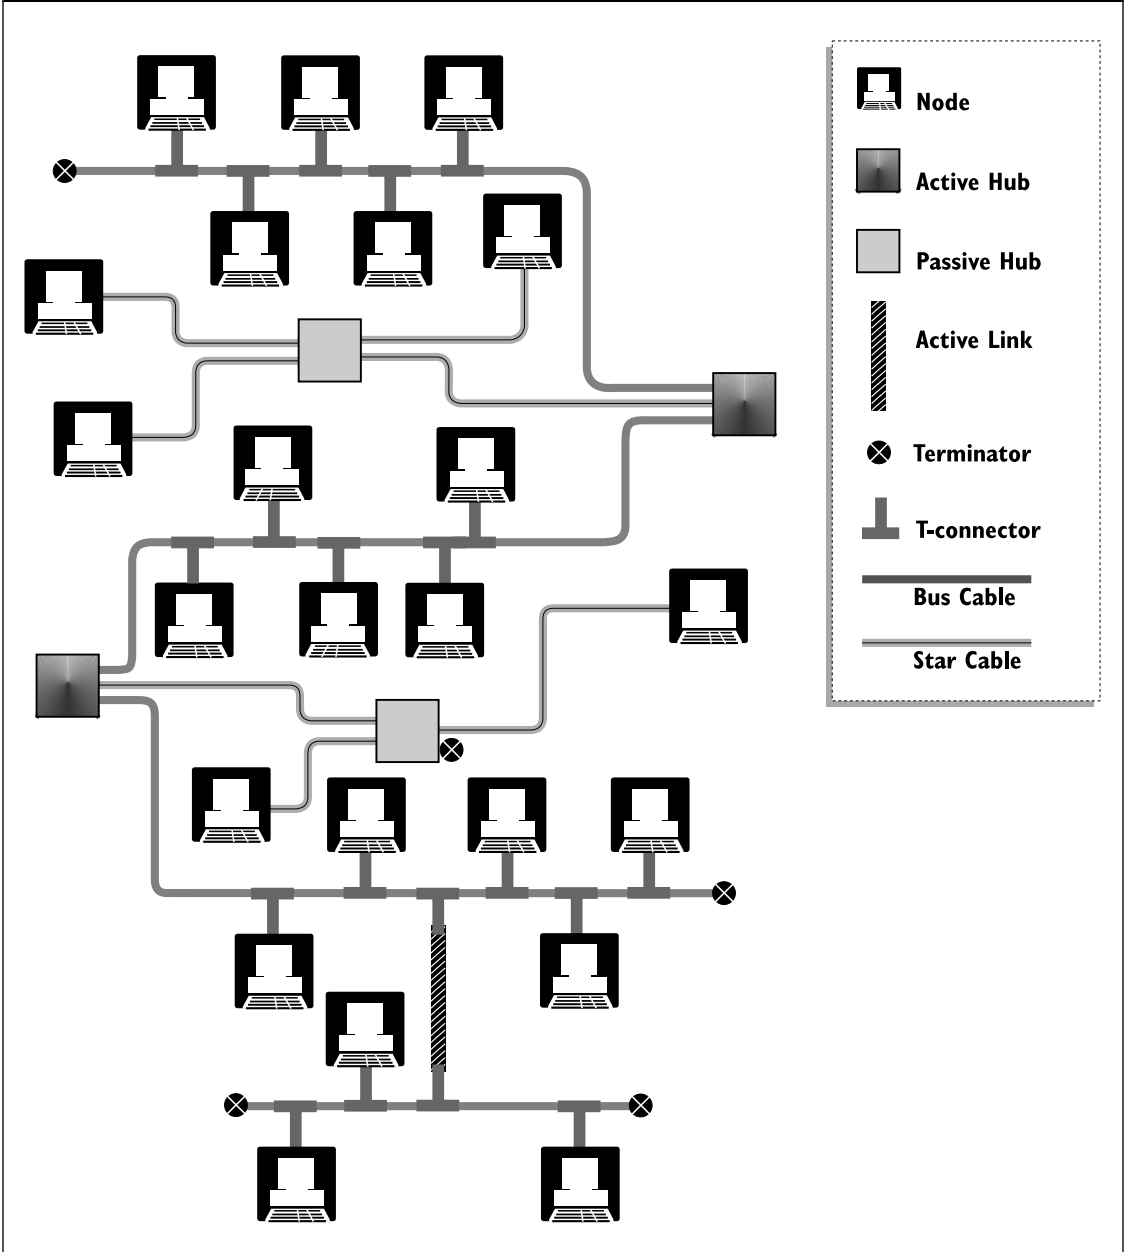 Node
Active Hub
Passive Hub
Active Link
Terminator
T-connector
Bus Cable
Star Cable